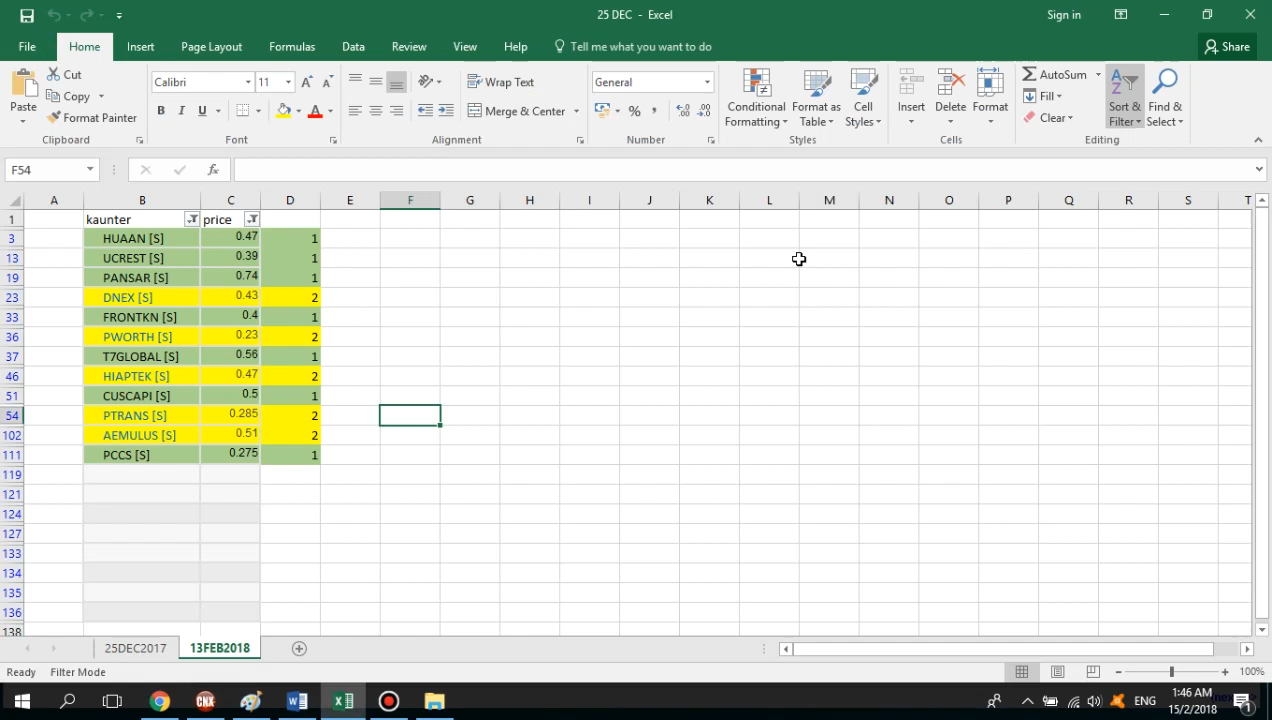 25 DEC - Excel
Sign in
File Home Insert Page Layout Formulas Data Review View Help Tell me what you want to do Share
Paste Cut Copy Format Painter Clipboard
Calibri 11 A A B I U A Font
Wrap Text Merge & Center Alignment
General % , Number
Conditional Formatting Format as Table Cell Styles Styles
Insert Delete Format Cells
AutoSum Fill Clear Sort & Filter Find & Select Editing
F54 fx
A B C D E F G H I J K L M N O P Q R S T
1 kaunter price
3 HUAAN [S] 0.47 1
13 UCREST [S] 0.39 1
19 PANSAR [S] 0.74 1
23 DNEX [S] 0.43 2
33 FRONTKN [S] 0.4 1
36 PWORTH [S] 0.23 2
37 T7GLOBAL [S] 0.56 1
46 HIAPTEK [S] 0.47 2
51 CUSCAPI [S] 0.5 1
54 PTRANS [S] 0.285 2
102 AEMULUS [S] 0.51 2
111 PCCS [S] 0.275 1
119
121
124
127
133
134
135
136
138
25DEC2017 13FEB2018
Ready Filter Mode 100%
CNX ENG 1:46 AM
15/2/2018 1